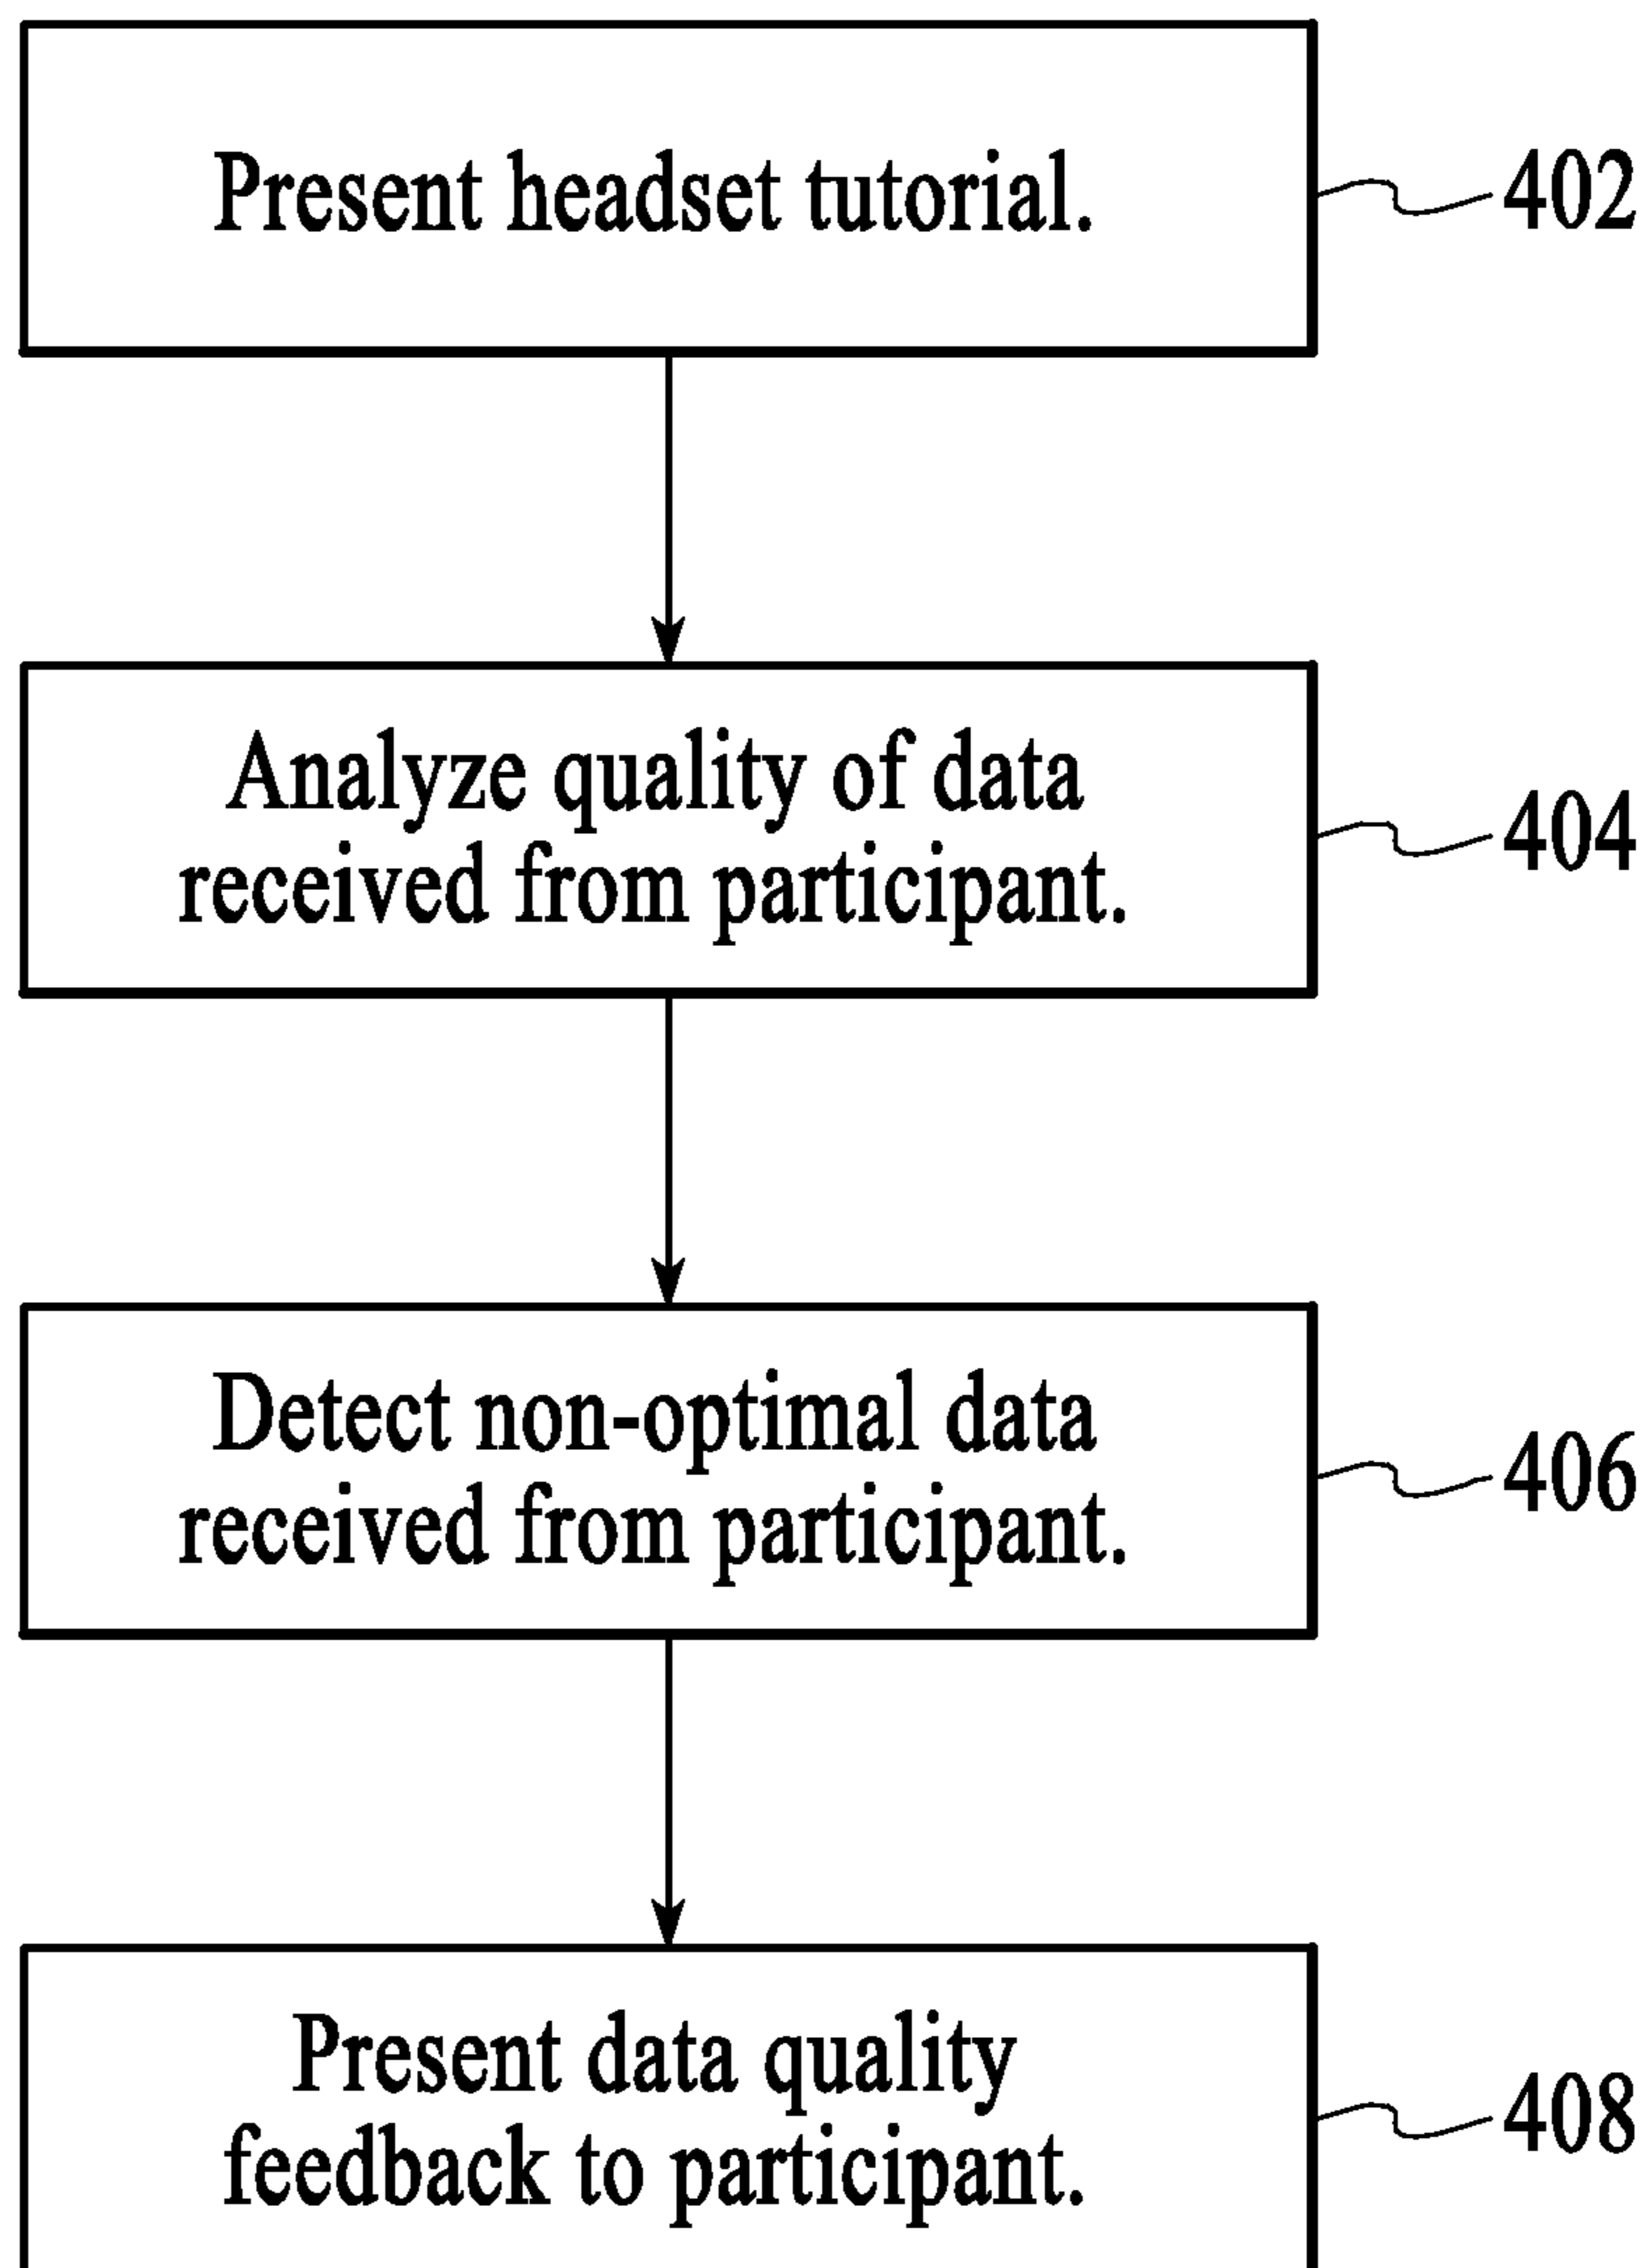 Present headset tutorial.
402
Analyze quality of data
received from participant.
404
Detect non-optimal data
received from participant.
406
Present data quality
feedback to participant.
408